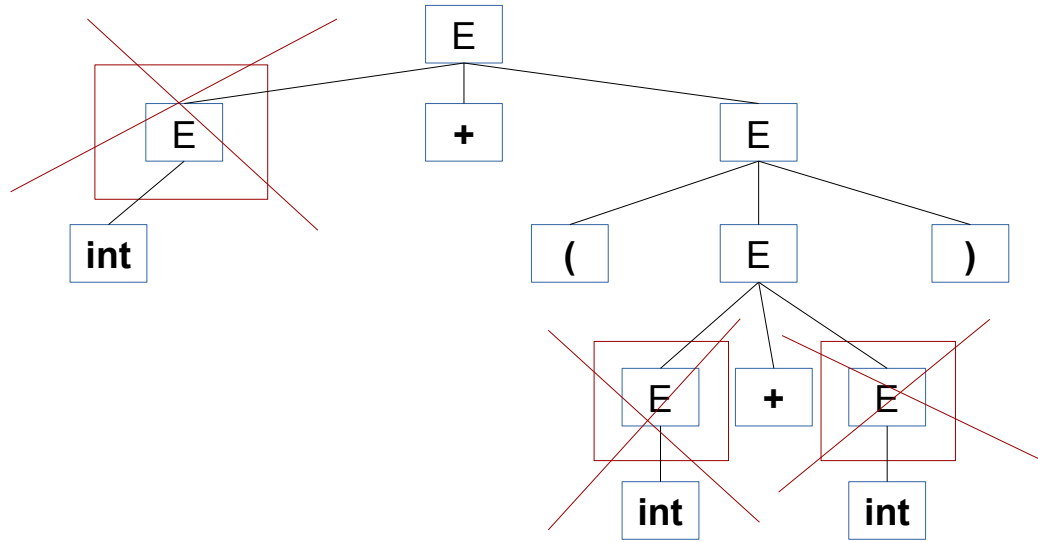 E
E + E
int ( E )
E + E
int int